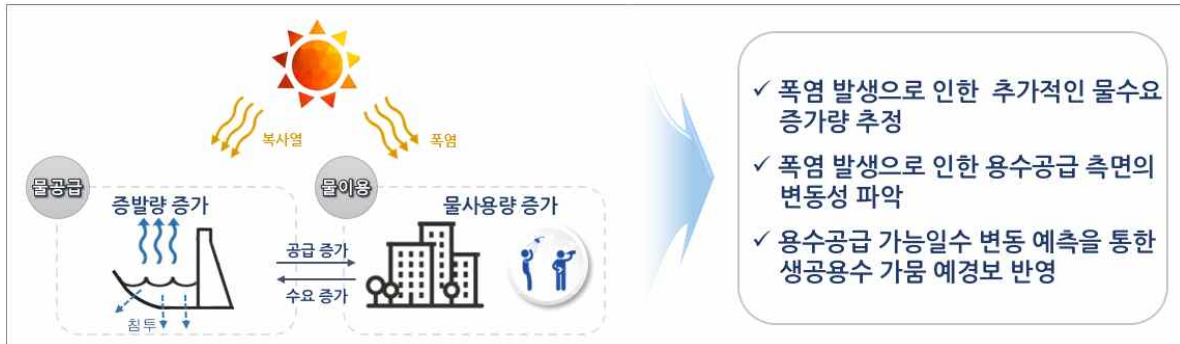 복사열
폭염
물공급
증발량 증가
침투
공급 증가
수요 증가
물이용
물사용량 증가
✓ 폭염 발생으로 인한 추가적인 물수요
증가량 추정
✓ 폭염 발생으로 인한 용수공급 측면의
변동성 파악
✓ 용수공급 가능일수 변동 예측을 통한
생공용수 가뭄 예경보 반영